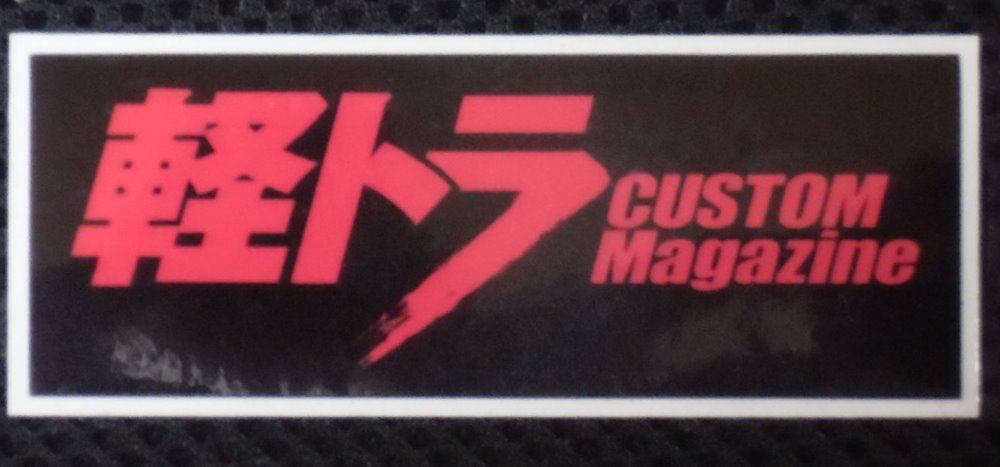 軽トラ
CUSTOM
Magazine